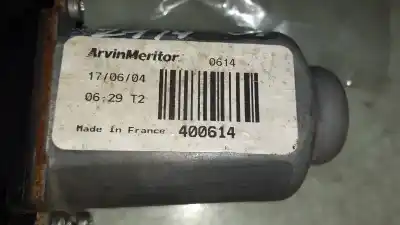 ArvinMeritor 0614
17/06/04
06:29 T2
Made in France 400614